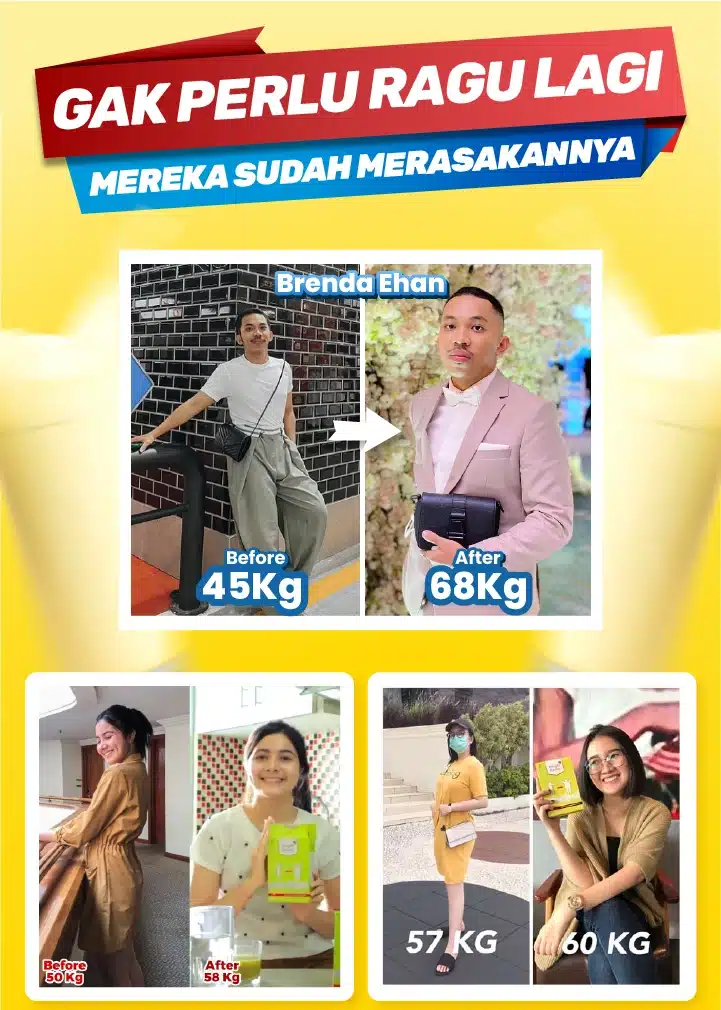 GAK PERLU RAGU LAGI
MEREKA SUDAH MERASAKANNYA
Brenda Ehan
Before
45Kg
After
68Kg
Before
50 Kg
After
58 Kg
57 KG
60 KG